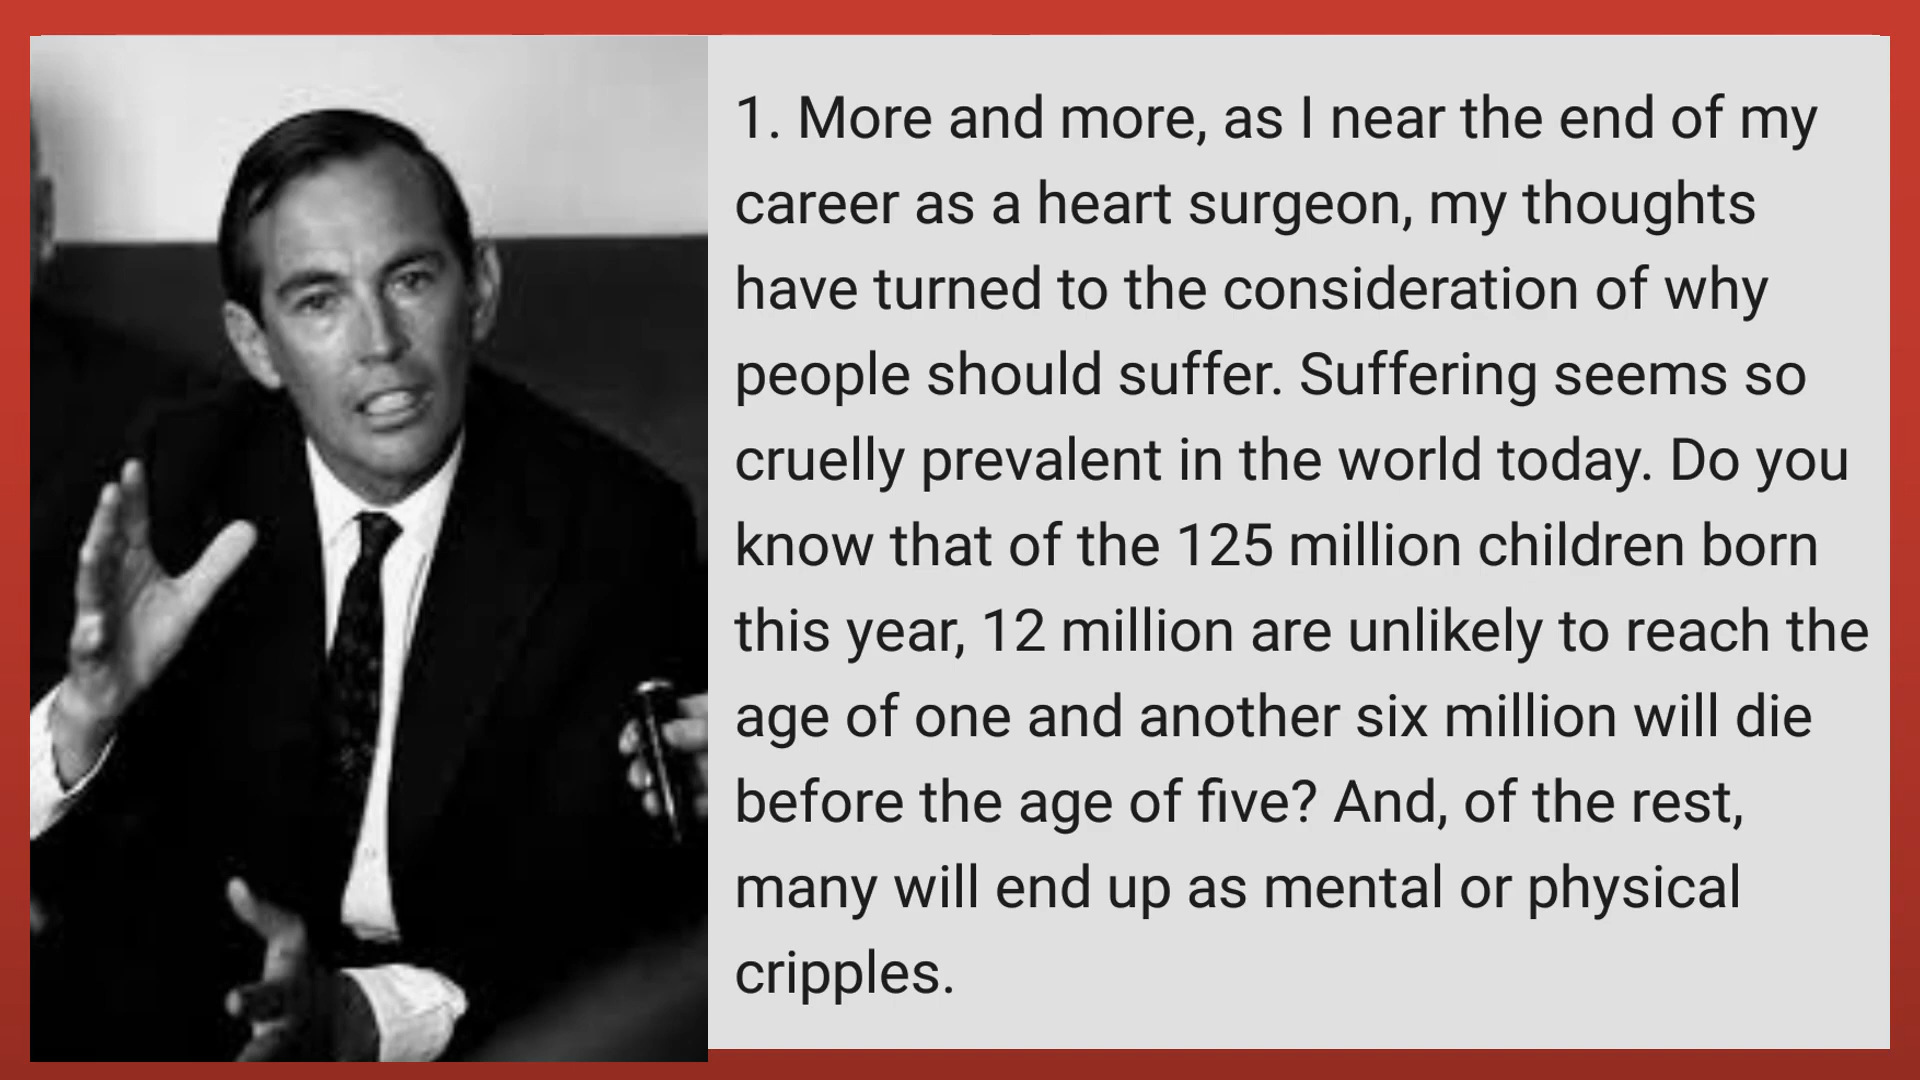 1. More and more, as I near the end of my
career as a heart surgeon, my thoughts
have turned to the consideration of why
people should suffer. Suffering seems so
cruelly prevalent in the world today. Do you
know that of the 125 million children born
this year, 12 million are unlikely to reach the
age of one and another six million will die
before the age of five? And, of the rest,
many will end up as mental or physical
cripples.